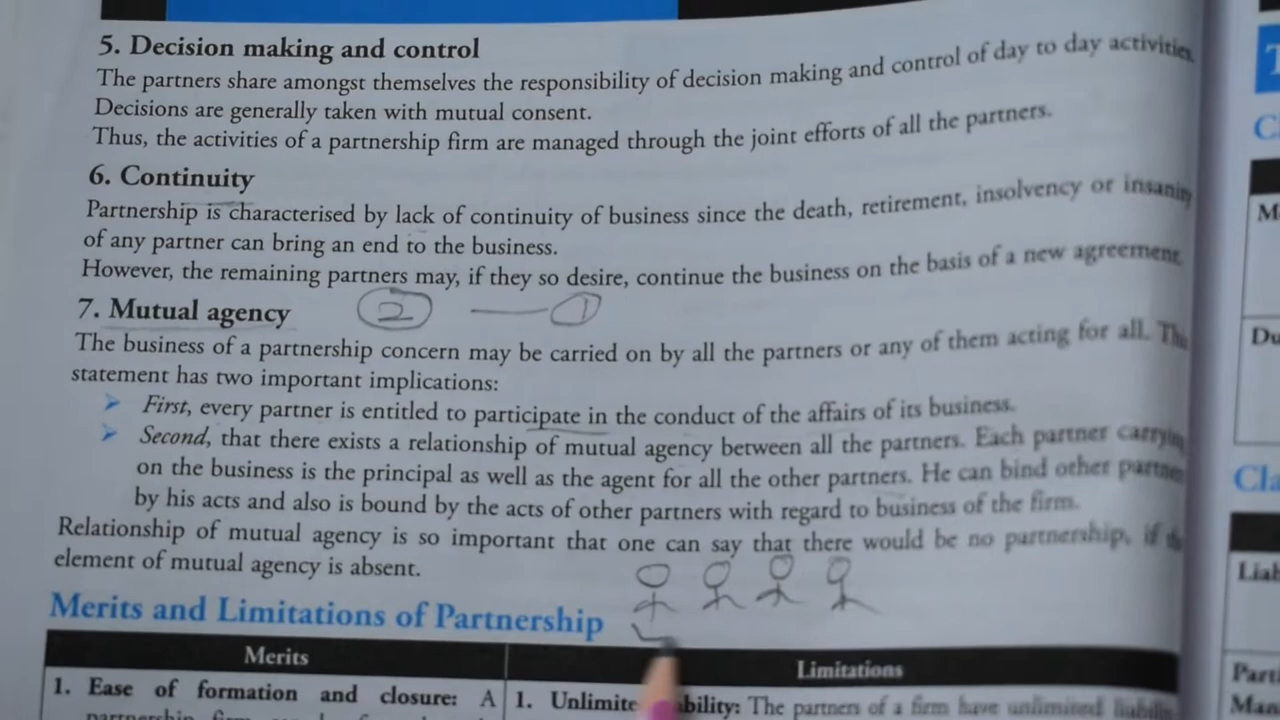 5. Decision making and control
The partners share amongst themselves the responsibility of decision making and control of day to day activities
Decisions are generally taken with mutual consent.
Thus, the activities of a partnership firm are managed through the joint efforts of all the partners.
6. Continuity
Partnership is characterised by lack of continuity of business since the death, retirement, insolvency or insanity
of any partner can bring an end to the business.
However, the remaining partners may, if they so desire, continue the business on the basis of a new agreement.
7. Mutual agency 2 1
The business of a partnership concern may be carried on by all the partners or any of them acting for all.
statement has two important implications:
➤ First, every partner is entitled to participate in the conduct of the affairs of its business.
➤ Second, that there exists a relationship of mutual agency between all the partners. Each partner
on the business is the principal as well as the agent for all the other partners. He can bind other
by his acts and also is bound by the acts of other partners with regard to business of the firm.
Relationship of mutual agency is so important that one can say that there would be no partnership, if
element of mutual agency is absent.
Merits and Limitations of Partnership
Merits Limitations
1. Ease of formation and closure: A 1. The partners of a firm have unlimited
partnership firm